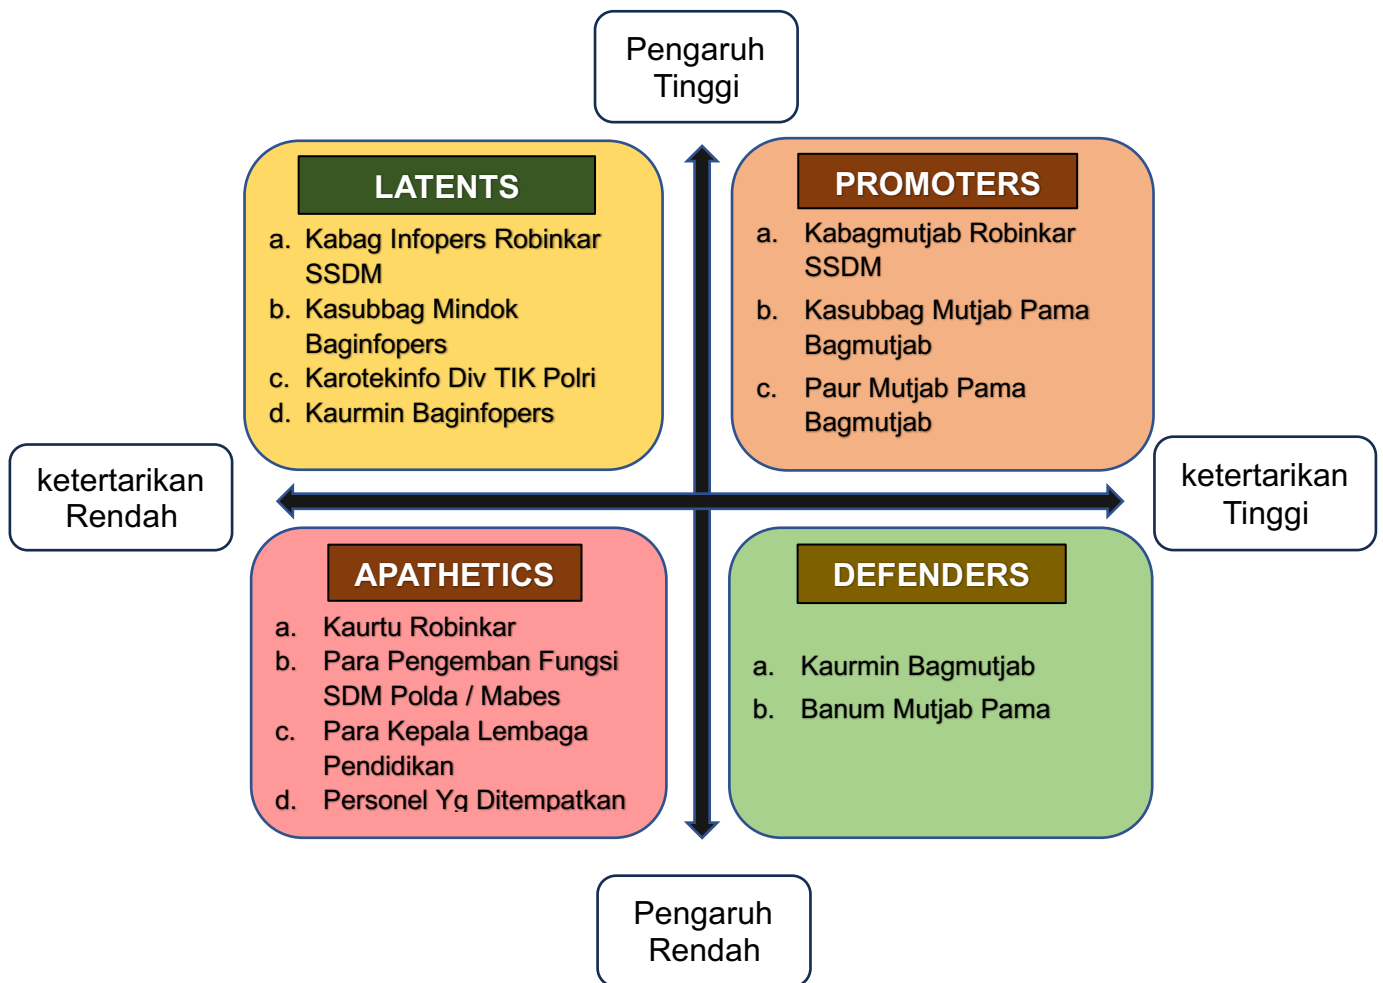 Pengaruh
Tinggi
LATENTS
a. Kabag Infopers Robinkar
SSDM
b. Kasubbag Mindok
Baginfopers
c. Karotekinfo Div TIK Polri
d. Kaurmin Baginfopers
PROMOTERS
a. Kabagmutjab Robinkar
SSDM
b. Kasubbag Mutjab Pama
Bagmutjab
c. Paur Mutjab Pama
Bagmutjab
ketertarikan
Rendah
ketertarikan
Tinggi
APATHETICS
a. Kaurtu Robinkar
b. Para Pengemban Fungsi
SDM Polda / Mabes
c. Para Kepala Lembaga
Pendidikan
d. Personel Yg Ditempatkan
DEFENDERS
a. Kaurmin Bagmutjab
b. Banum Mutjab Pama
Pengaruh
Rendah